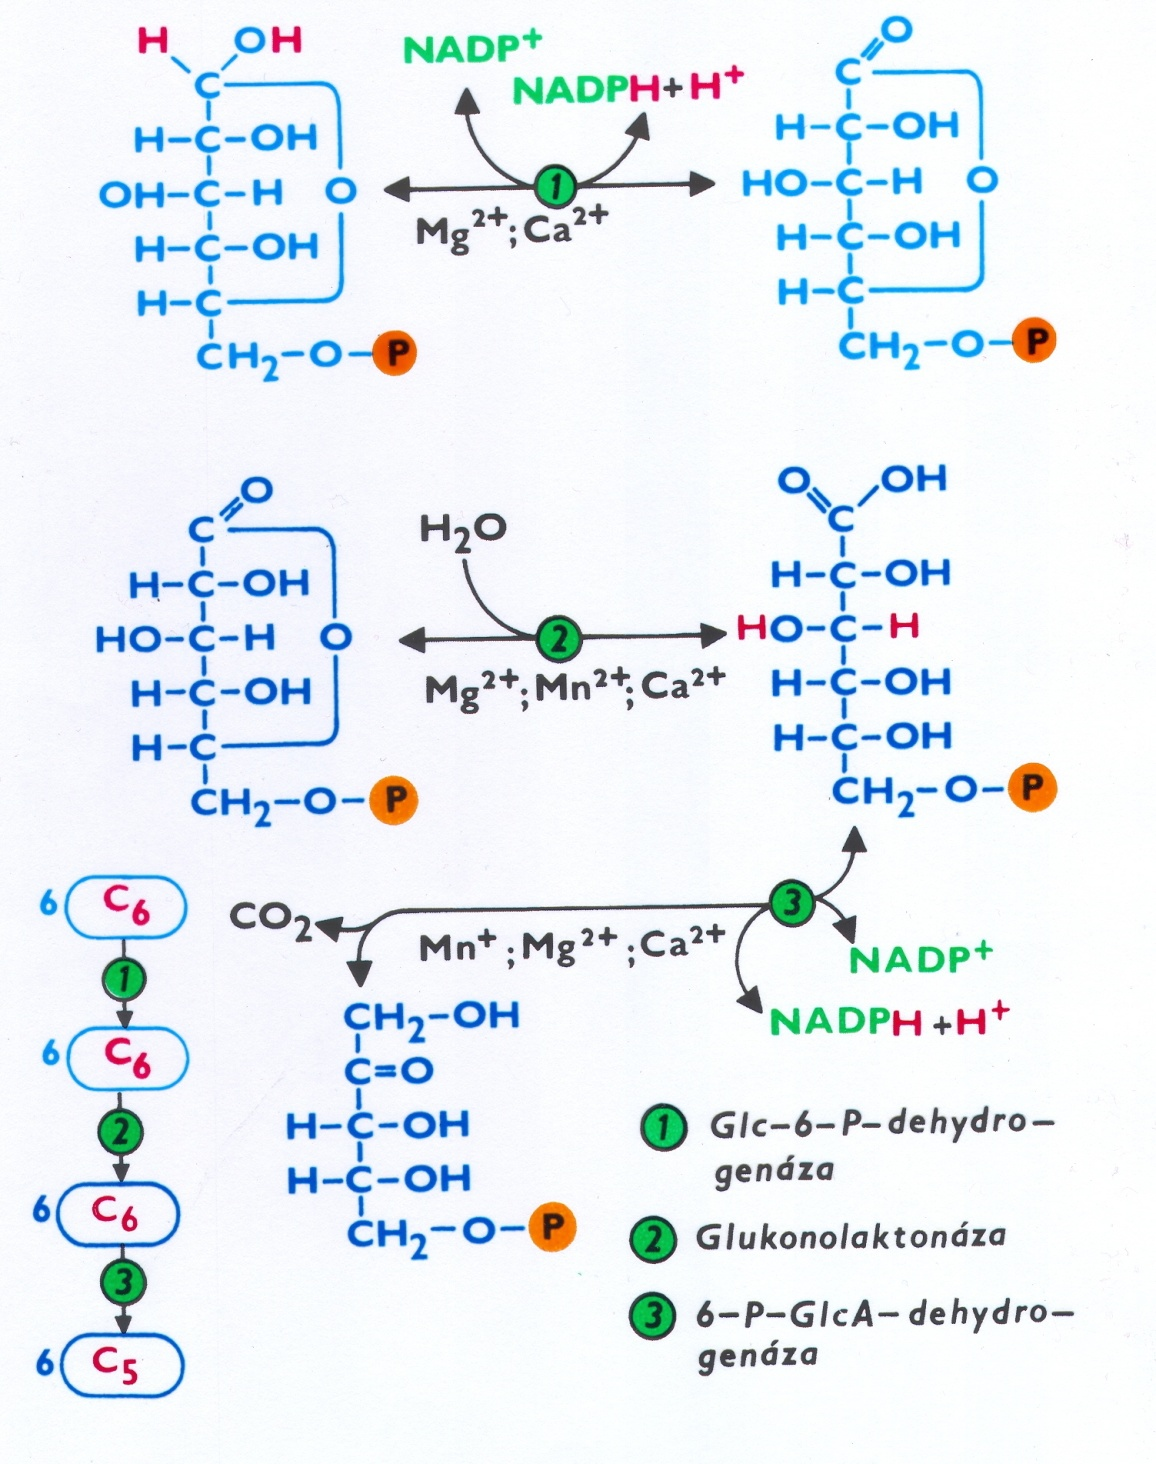 H OH
C
H-C-OH
OH-C-H O
H-C-OH
H-C
CH₂-O-P
NADP⁺
NADPH+H⁺
1
Mg²⁺;Ca²⁺
O
C
H-C-OH
HO-C-H O
H-C-OH
H-C
CH₂-O-P
O
C
H-C-OH
HO-C-H O
H-C-OH
H-C
CH₂-O-P
H₂O
2
Mg²⁺;Mn²⁺;Ca²⁺
O OH
C
H-C-OH
HO-C-H
H-C-OH
H-C-OH
CH₂-O-P
3
NADP⁺
NADPH+H⁺
Mn⁺;Mg²⁺;Ca²⁺
CO₂
CH₂-OH
C=O
H-C-OH
H-C-OH
CH₂-O-P
6 C₆
1
6 C₆
2
6 C₆
3
6 C₅
1 Glc-6-P-dehydro-
genáza
2 Glukonolaktonáza
3 6-P-GlcA-dehydro-
genáza